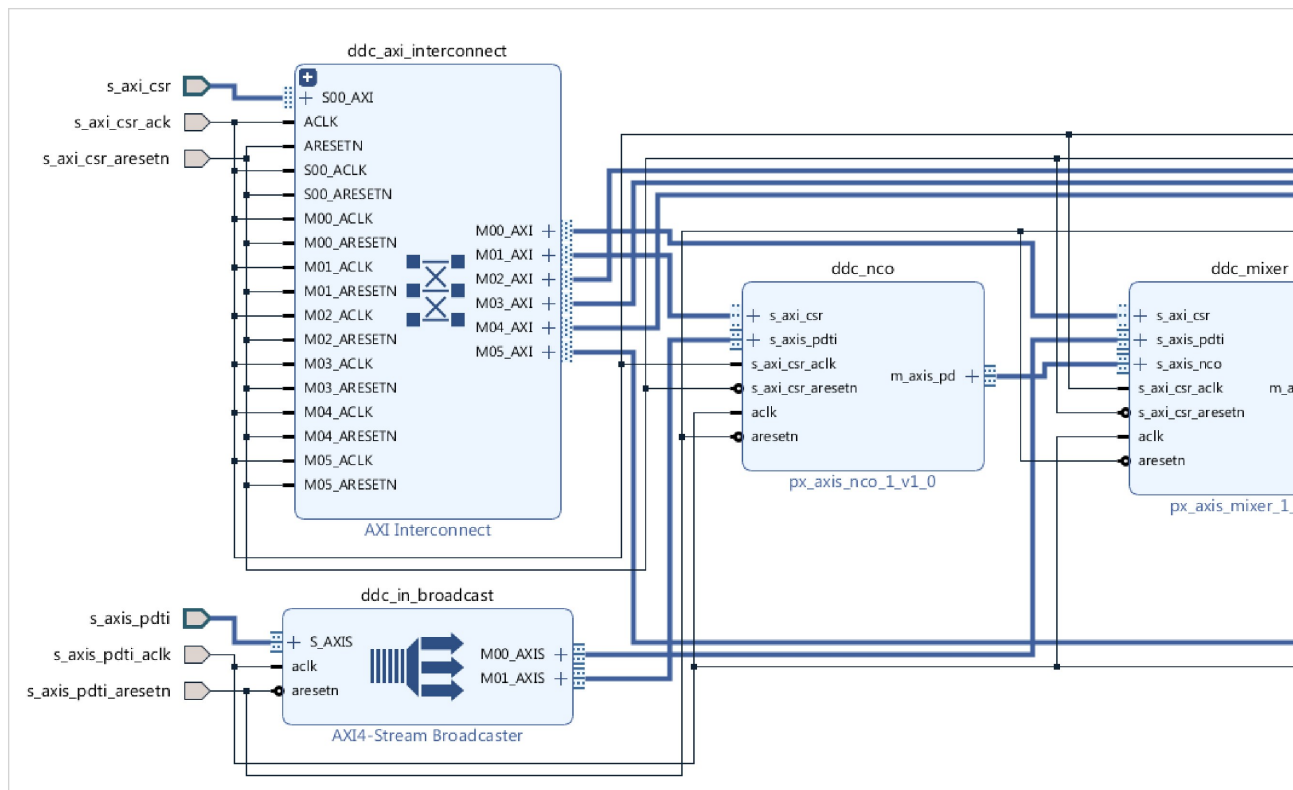 ddc_axi_interconnect
s_axi_csr
s_axi_csr_ack
s_axi_csr_aresetn
S00_AXI
ACLK
ARESETN
S00_ACLK
S00_ARESETN
M00_ACLK
M00_ARESETN
M01_ACLK
M01_ARESETN
M02_ACLK
M02_ARESETN
M03_ACLK
M03_ARESETN
M04_ACLK
M04_ARESETN
M05_ACLK
M05_ARESETN
M00_AXI
M01_AXI
M02_AXI
M03_AXI
M04_AXI
M05_AXI
AXI Interconnect
ddc_nco
s_axi_csr
s_axis_pdti
s_axi_csr_aclk
s_axi_csr_aresetn
aclk
aresetn
m_axis_pd
px_axis_nco_1_v1_0
ddc_mixer
s_axi_csr
s_axis_pdti
s_axis_nco
s_axi_csr_aclk
s_axi_csr_aresetn
aclk
aresetn
m_a
px_axis_mixer_1_
ddc_in_broadcast
s_axis_pdti
s_axis_pdti_aclk
s_axis_pdti_aresetn
S_AXIS
aclk
aresetn
M00_AXIS
M01_AXIS
AXI4-Stream Broadcaster